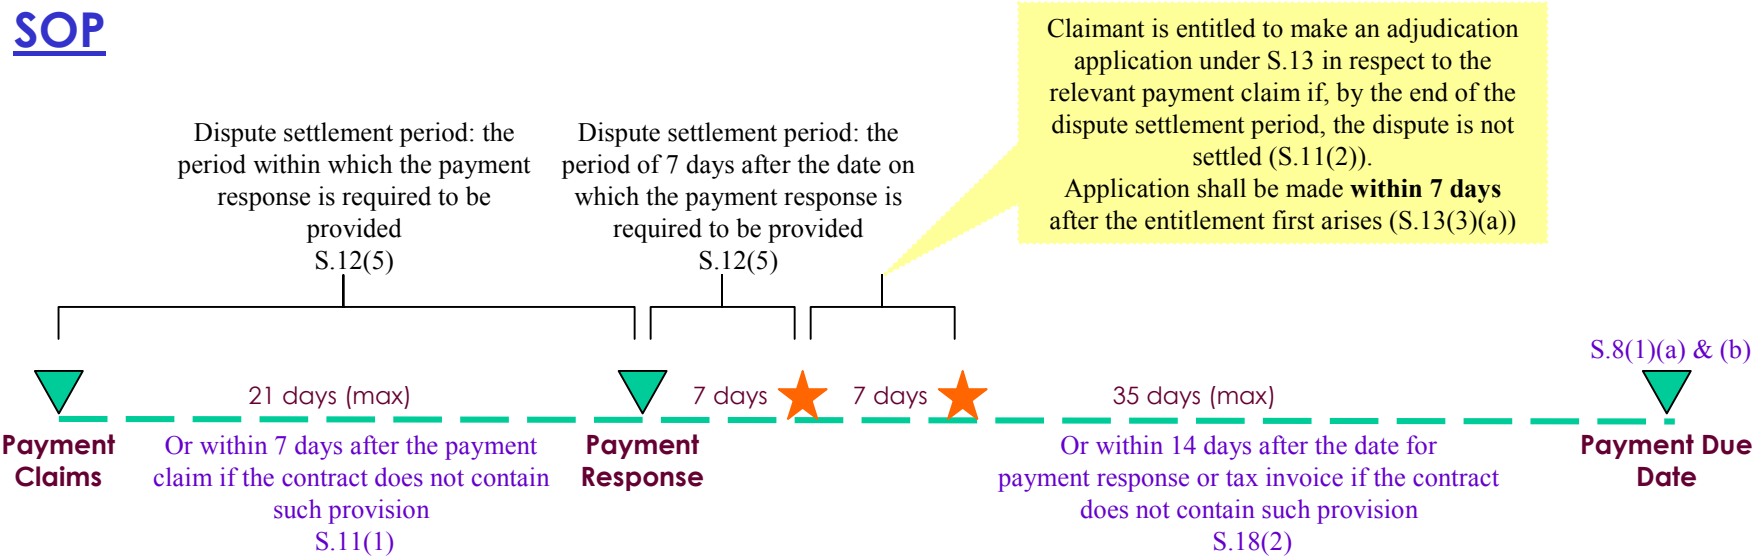 SOP
Claimant is entitled to make an adjudication
application under S.13 in respect to the
relevant payment claim if, by the end of the
dispute settlement period, the dispute is not
settled (S.11(2)).
Application shall be made within 7 days
after the entitlement first arises (S.13(3)(a))
Dispute settlement period: the
period within which the payment
response is required to be
provided
S.12(5)
Dispute settlement period: the
period of 7 days after the date on
which the payment response is
required to be provided
S.12(5)
S.8(1)(a) & (b)
21 days (max)
7 days
7 days
35 days (max)
Payment
Claims
Or within 7 days after the payment
claim if the contract does not contain
such provision
S.11(1)
Payment
Response
Or within 14 days after the date for
payment response or tax invoice if the contract
does not contain such provision
S.18(2)
Payment Due
Date